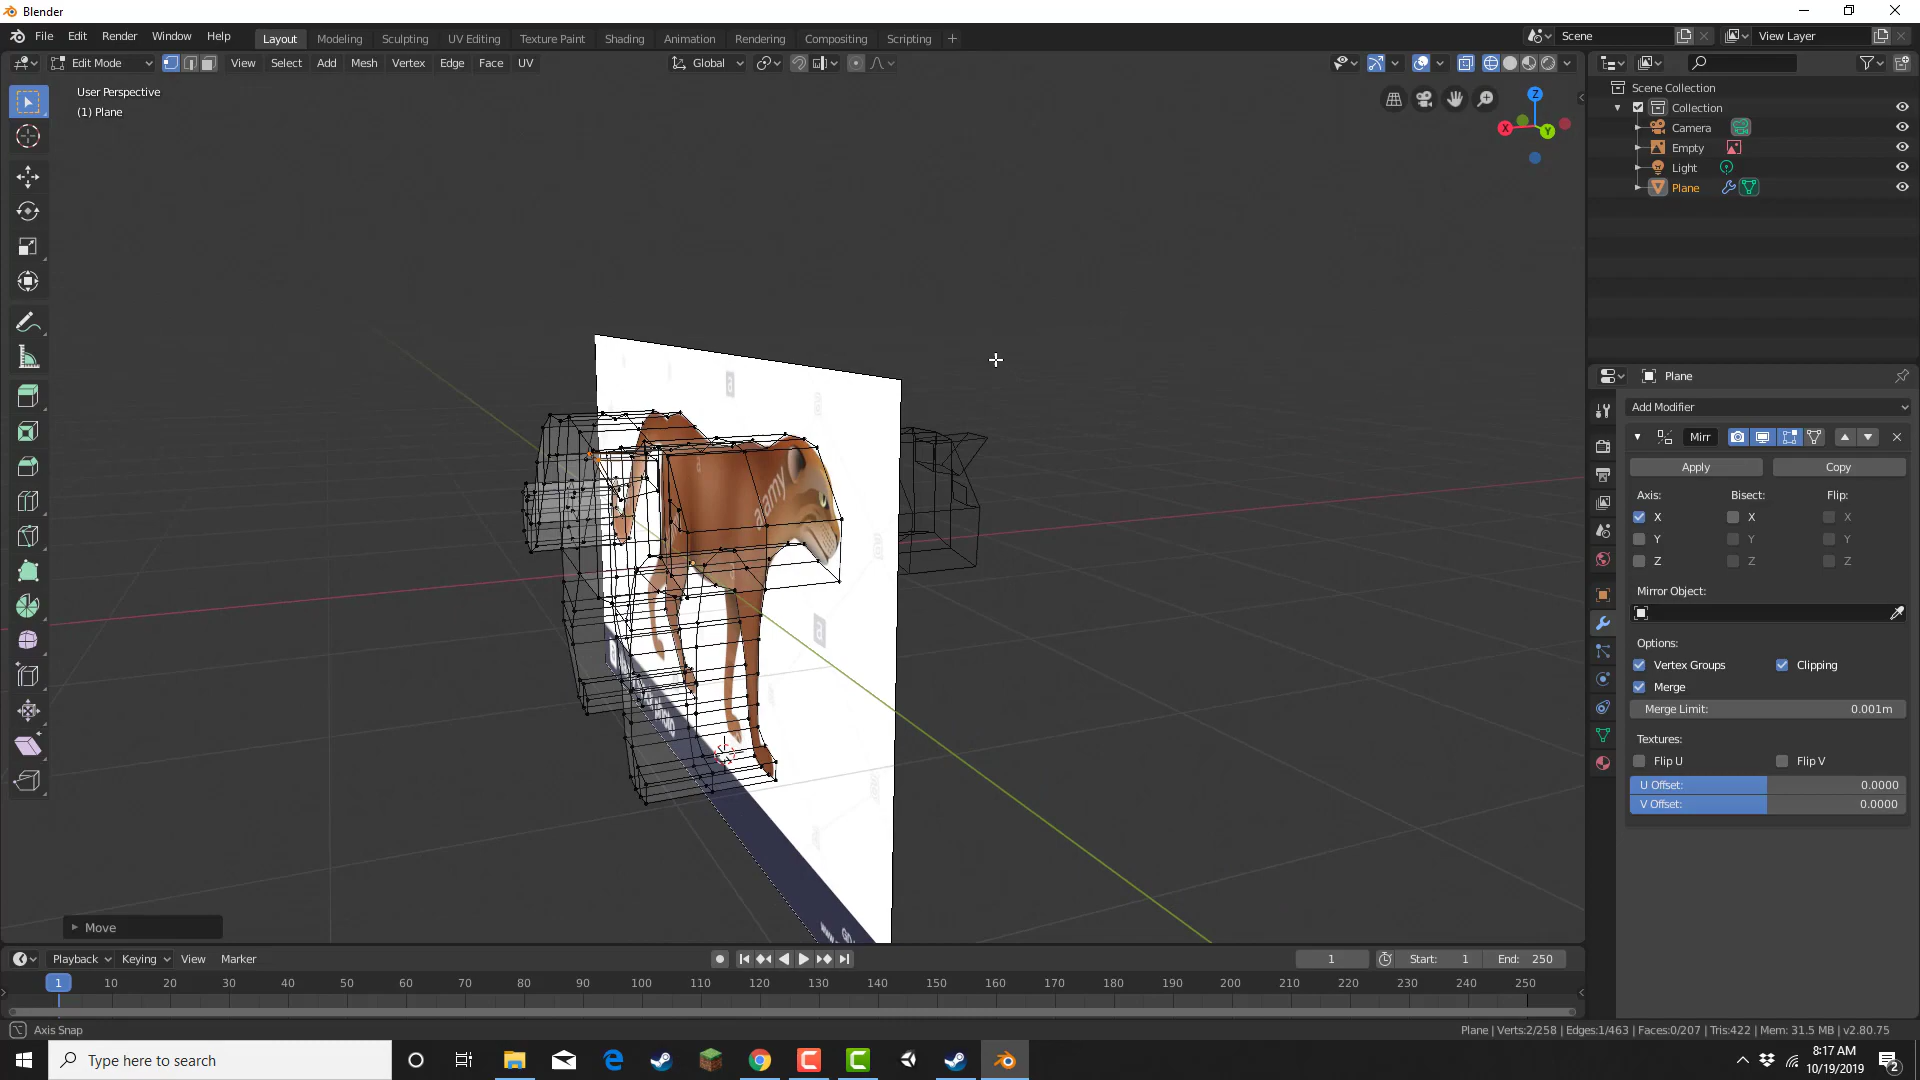 Blender
File Edit Render Window Help
Layout Modeling Sculpting UV Editing Texture Paint Shading Animation Rendering Compositing Scripting +
Scene
View Layer
Edit Mode View Select Add Mesh Vertex Edge Face UV
Global
User Perspective
(1) Plane
Z
X
Y
Scene Collection
Collection
Camera
Empty
Light
Plane
Plane
Add Modifier
Mirr
Apply
Copy
Axis:
Bisect:
Flip:
X
X
X
Y
Y
Y
Z
Z
Z
Mirror Object:
Options:
Vertex Groups
Clipping
Merge
Merge Limit: 0.001m
Textures:
Flip U
Flip V
U Offset: 0.0000
V Offset: 0.0000
a
alamy
a
Move
Playback Keying View Marker
1
Start: 1
End: 250
1 10 20 30 40 50 60 70 80 90 100 110 120 130 140 150 160 170 180 190 200 210 220 230 240 250
Axis Snap
Plane | Verts:2/258 | Edges:1/463 | Faces:0/207 | Tris:422 | Mem: 31.5 MB | v2.80.75
Type here to search
8:17 AM
10/19/2019
2